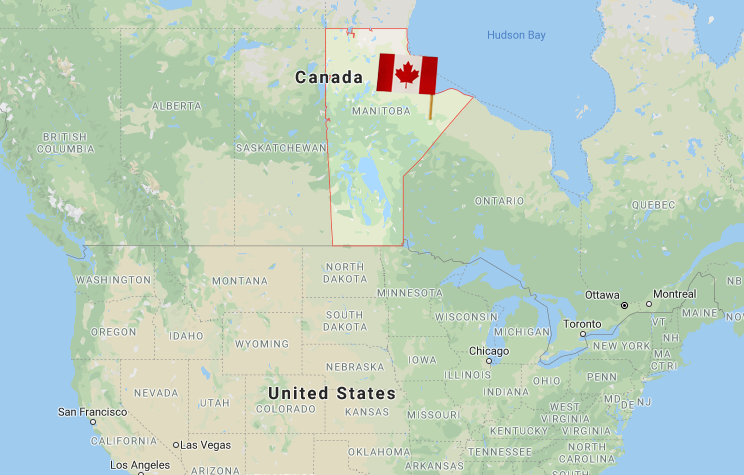 Hudson Bay
Canada
ALBERTA
MANITOBA
BRITISH
COLUMBIA
SASKATCHEWAN
ONTARIO
QUEBEC
NORTH
DAKOTA
WASHINGTON
MONTANA
MINNESOTA
Ottawa
Montreal
NB
MAINE
NO
SOUTH
DAKOTA
WISCONSIN
MICHIGAN
Toronto
VT
NH
OREGON
IDAHO
WYOMING
NEW YORK
MA
CT RI
Chicago
IOWA
NEBRASKA
ILLINOIS
INDIANA
OHIO
PENN
MD
DE
NJ
NEVADA
UTAH
United States
COLORADO
KANSAS
MISSOURI
WEST
VIRGINIA
KENTUCKY
VIRGINIA
San Francisco
CALIFORNIA
Las Vegas
Los Angeles
ARIZONA
OKLAHOMA
ARKANSAS
TENNESSEE
NORTH
CAROLINA
SOUTH